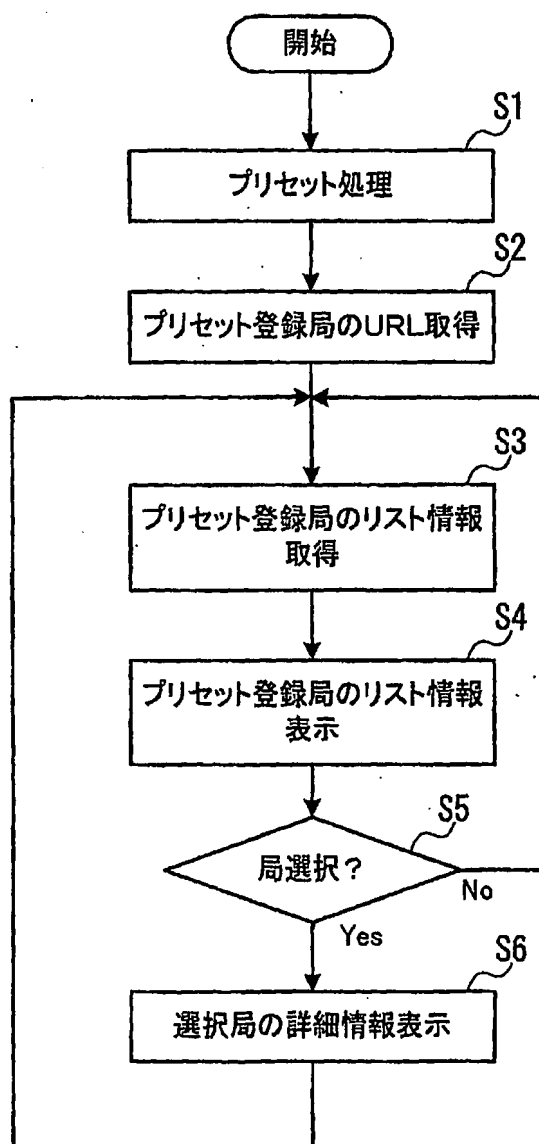 開始
S1
プリセット処理
S2
プリセット登録局のURL取得
S3
プリセット登録局のリスト情報
取得
S4
プリセット登録局のリスト情報
表示
S5
局選択？
No
Yes
S6
選択局の詳細情報表示